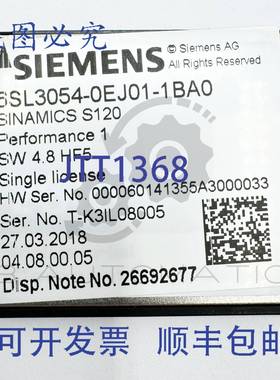 图 必究
© Siemens AG
SIEMENS
All Rights Reserved
6SL3054-0EJ01-1BA0
SINAMICS S120
Performance 1
SW 4.8 HF5
JTT1368
Single license
HW Ser. No. 000060141355A3000033
Ser. No. T-K3IL08005
27.03.2018
04.08.00.05
AUTOMATION
Disp. Note No. 26692677
可开发票 顺丰包邮